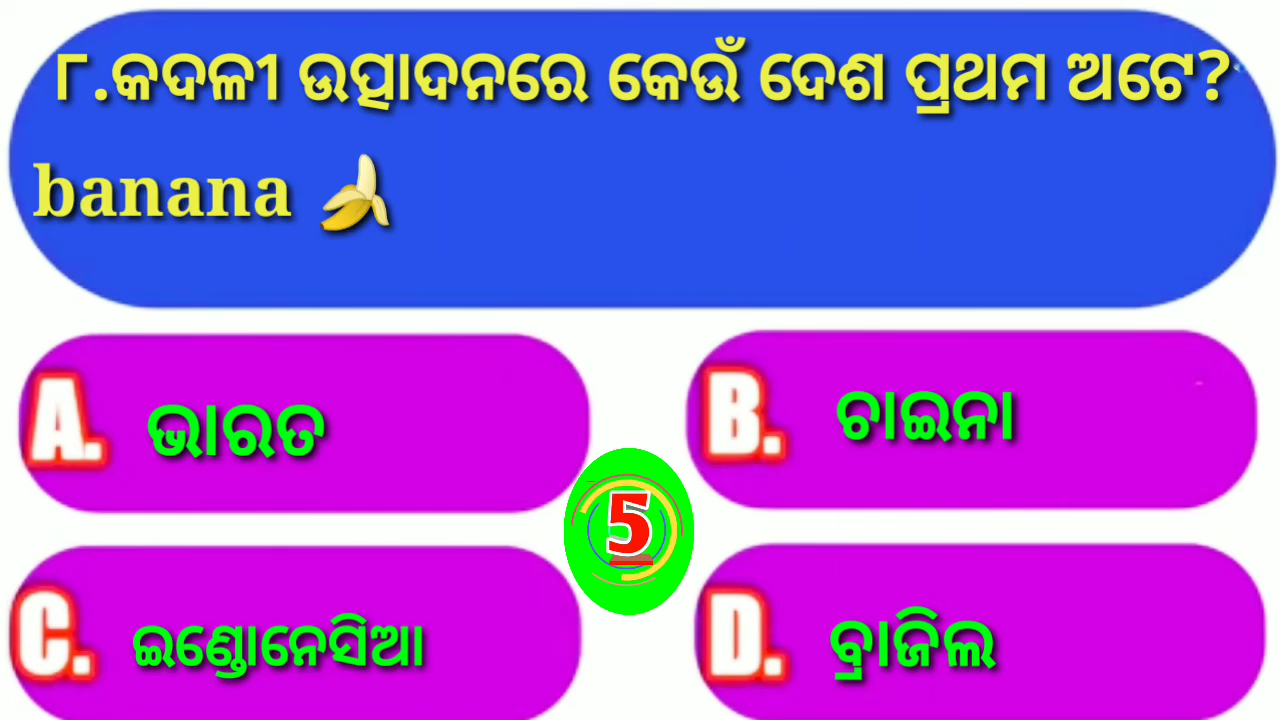 ୮.କଦଳୀ ଉତ୍ପାଦନରେ କେଉଁ ଦେଶ ପ୍ରଥମ ଅଟେ?
banana 🍌
A. ଭାରତ
B. ଚାଇନା
5
C. ଇଣ୍ଡୋନେସିଆ
D. ବ୍ରାଜିଲ